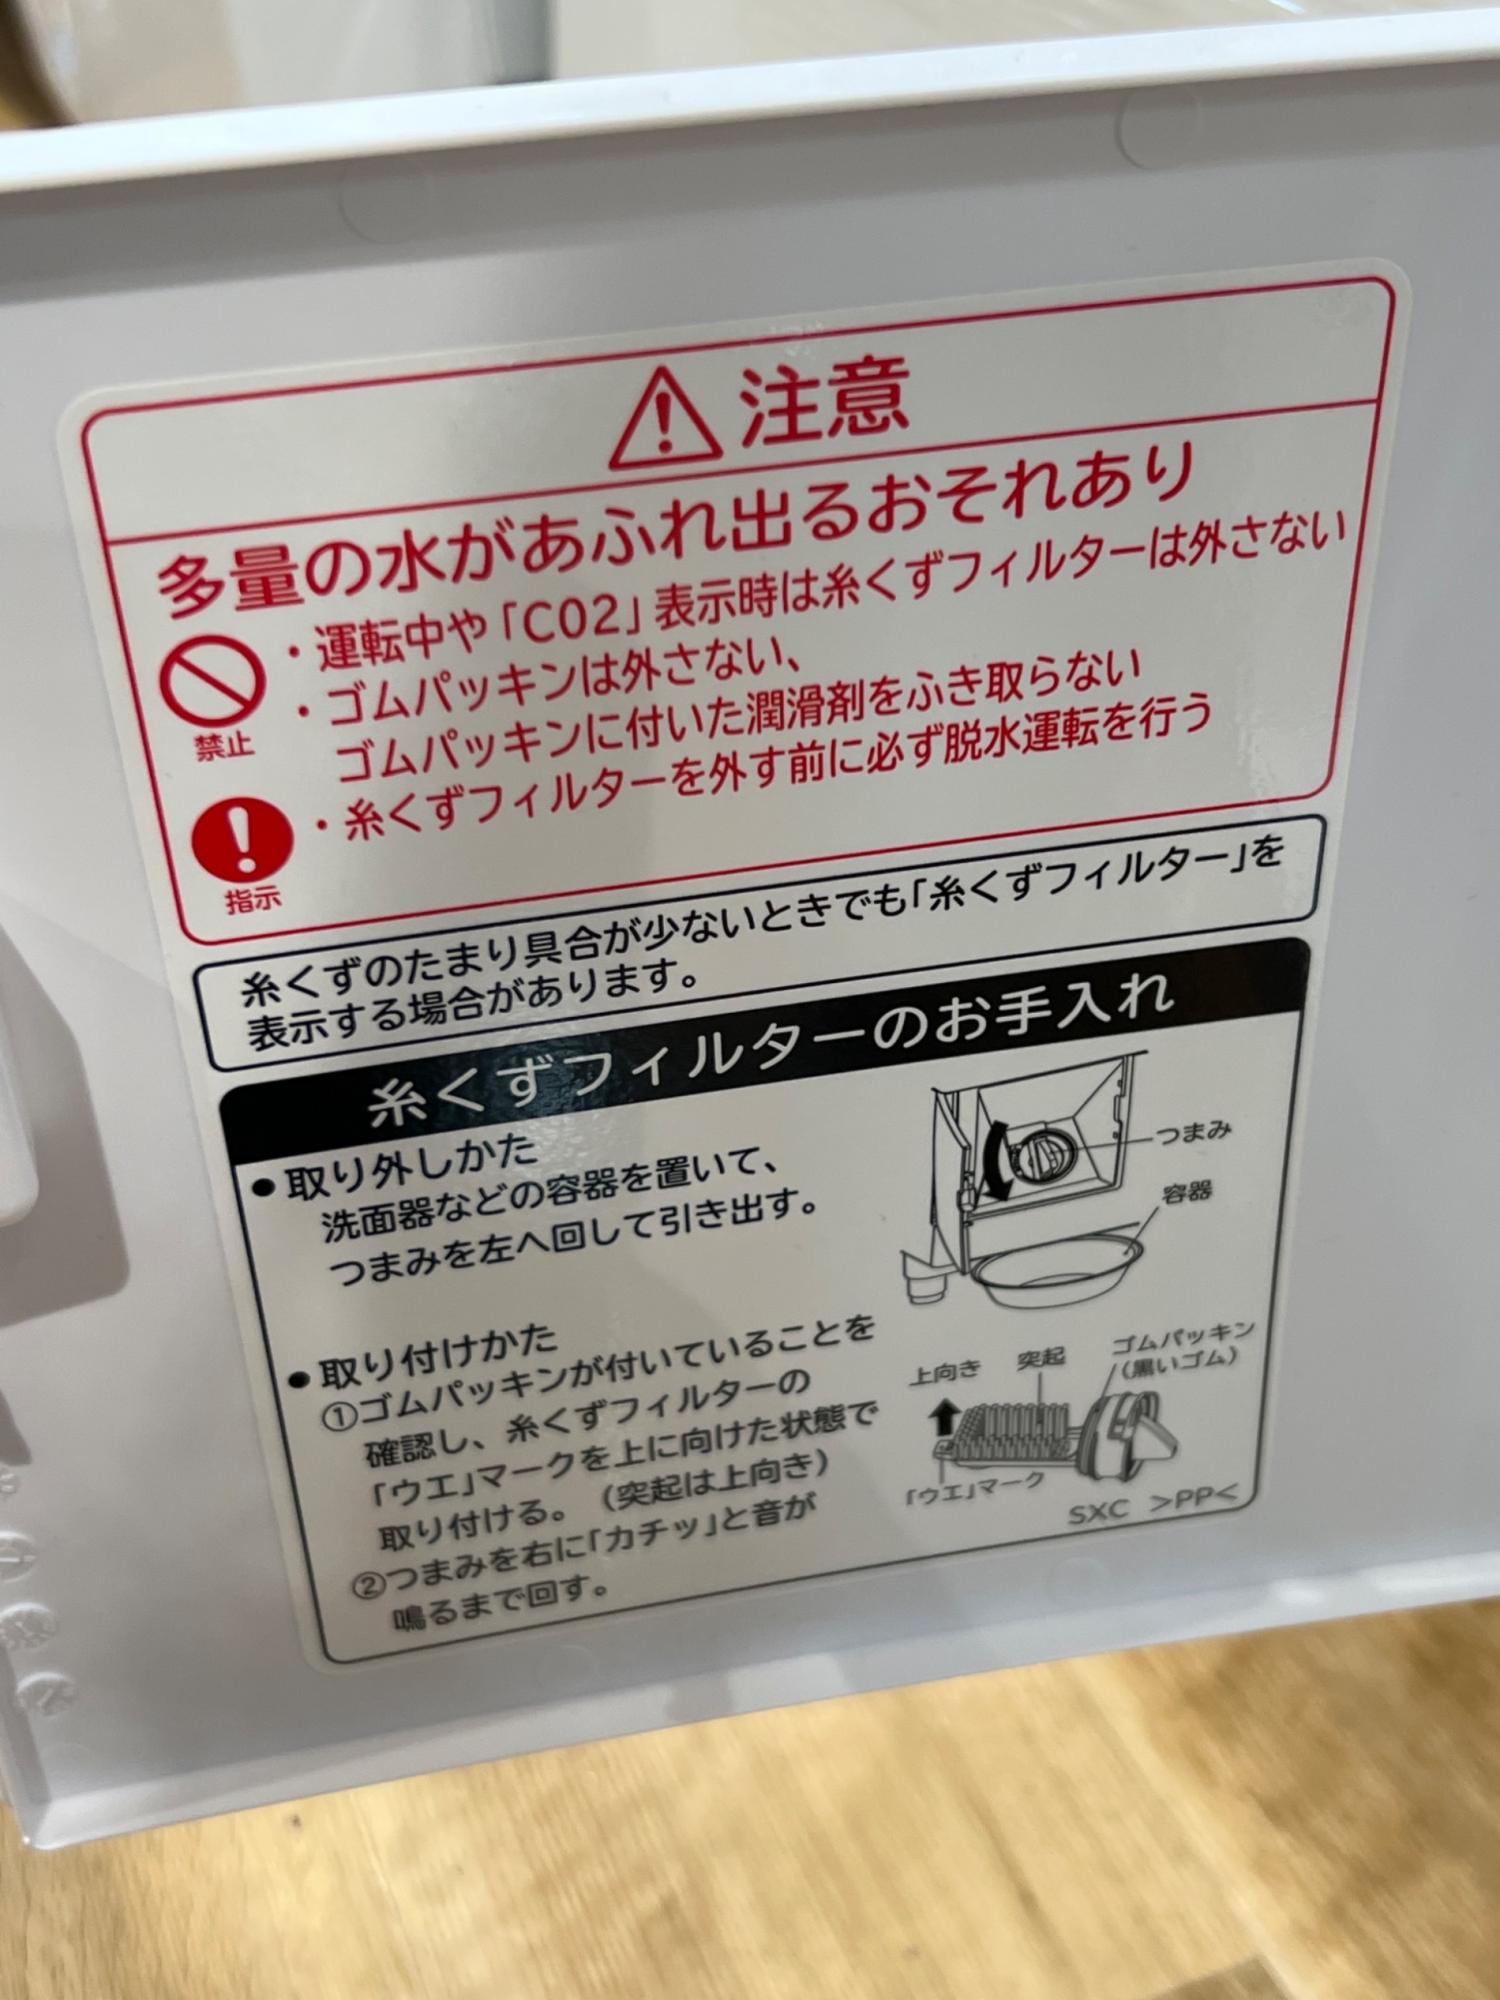 注意
多量の水があふれ出るおそれあり
・運転中や「C02」表示時は糸くずフィルターは外さない
・ゴムパッキンは外さない、
ゴムパッキンに付いた潤滑剤をふき取らない
禁止
・糸くずフィルターを外す前に必ず脱水運転を行う
指示
糸くずのたまり具合が少ないときでも「糸くずフィルター」を
表示する場合があります。
糸くずフィルターのお手入れ
●取り外しかた
洗面器などの容器を置いて、
つまみを左へ回して引き出す。
つまみ
容器
●取り付けかた
①ゴムパッキンが付いていることを
確認し、糸くずフィルターの
「ウエ」マークを上に向けた状態で
取り付ける。（突起は上向き）
②つまみを右に「カチッ」と音が
鳴るまで回す。
上向き
突起
ゴムパッキン
（黒いゴム）
「ウエ」マーク
SXC >PP<